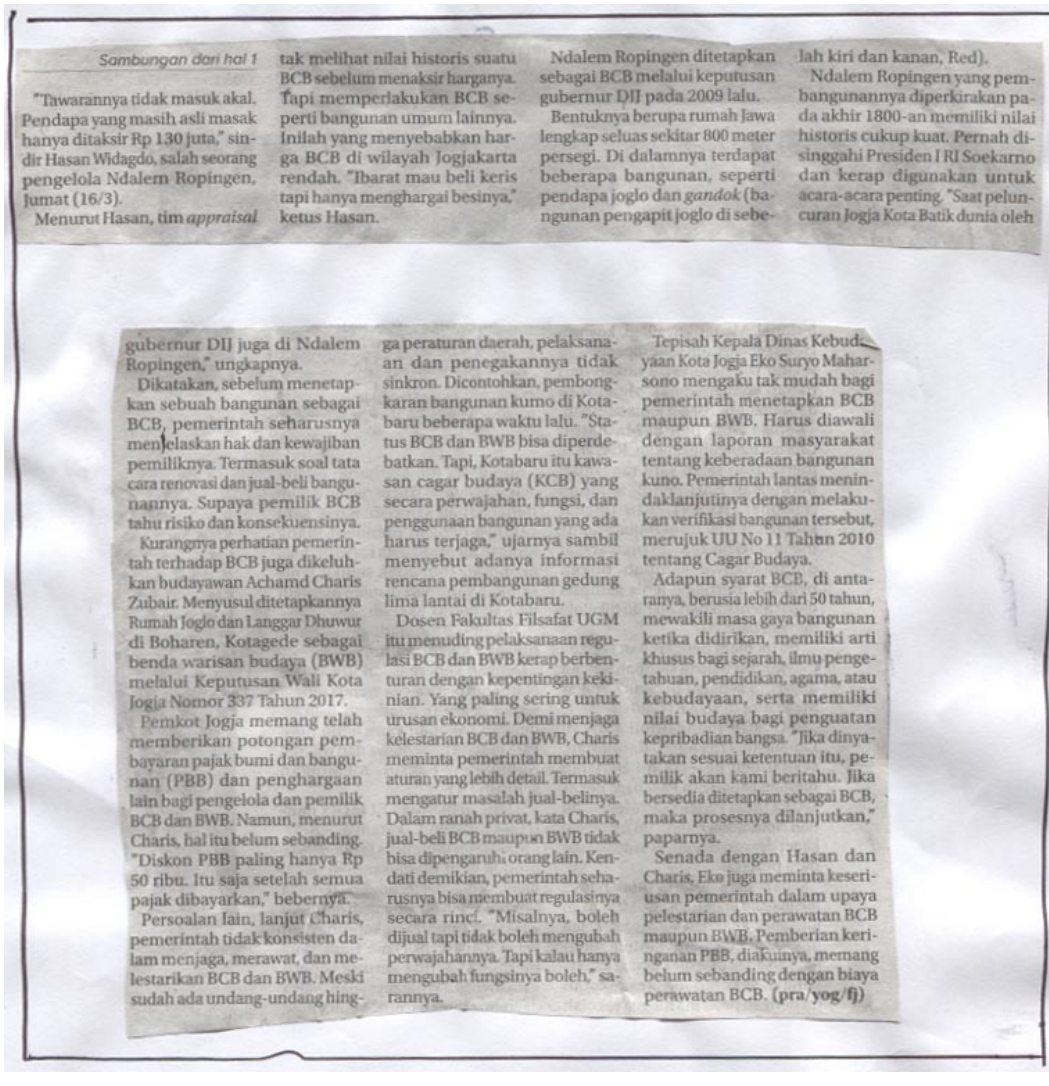 Sambungan dari hal 1
"Tawarannya tidak masuk akal.
Pendapa yang masih asli masak
hanya ditaksir Rp 130 juta," sin-
dir Hasan Widagdo, salah seorang
pengelola Ndalem Ropingen,
Jumat (16/3).
Menurut Hasan, tim appraisal
tak melihat nilai historis suatu
BCB sebelum menaksir harganya.
Tapi memperlakukan BCB se-
perti bangunan umum lainnya.
Inilah yang menyebabkan har-
ga BCB di wilayah Jogjakarta
rendah. "Ibarat mau beli keris
tapi hanya menghargai besinya,"
ketus Hasan.
Ndalem Ropingen ditetapkan
sebagai BCB melalui keputusan
gubernur DIJ pada 2009 lalu.
Bentuknya berupa rumah Jawa
lengkap seluas sekitar 800 meter
persegi. Di dalamnya terdapat
beberapa bangunan, seperti
pendapa joglo dan gandok (ba-
ngunan pengapit joglo di sebe-
lah kiri dan kanan, Red).
Ndalem Ropingen yang pem-
bangunannya diperkirakan pa-
da akhir 1800-an memiliki nilai
historis cukup kuat. Pernah di-
singgahi Presiden I RI Soekarno
dan kerap digunakan untuk
acara-acara penting. "Saat pelun-
curan Jogja Kota Batik dunia oleh
gubernur DIJ juga di Ndalem
Ropingen," ungkapnya.
Dikatakan, sebelum menetap-
kan sebuah bangunan sebagai
BCB, pemerintah seharusnya
menjelaskan hak dan kewajiban
pemiliknya. Termasuk soal tata
cara renovasi dan jual-beli bangu-
nannya. Supaya pemilik BCB
tahu risiko dan konsekuensinya.
Kurangnya perhatian pemerin-
tah terhadap BCB juga dikeluh-
kan budayawan Achamd Charis
Zubair. Menyusul ditetapkannya
Rumah Joglo dan Langgar Dhuwur
di Boharen, Kotagede sebagai
benda warisan budaya (BWB)
melalui Keputusan Wali Kota
Jogja Nomor 337 Tahun 2017.
Pemkot Jogja memang telah
memberikan potongan pem-
bayaran pajak bumi dan bangu-
nan (PBB) dan penghargaan
lain bagi pengelola dan pemilik
BCB dan BWB. Namun, menurut
Charis, hal itu belum sebanding.
"Diskon PBB paling hanya Rp
50 ribu. Itu saja setelah semua
pajak dibayarkan," bebernya.
Persoalan lain, lanjut Charis,
pemerintah tidak konsisten da-
lam menjaga, merawat, dan me-
lestarikan BCB dan BWB. Meski
sudah ada undang-undang hing-
ga peraturan daerah, pelaksana-
an dan penegakannya tidak
sinkron. Dicontohkan, pembong-
karan bangunan kumo di Kota-
baru beberapa waktu lalu. "Sta-
tus BCB dan BWB bisa diperde-
batkan. Tapi, Kotabaru itu kawa-
san cagar budaya (KCB) yang
secara perwajahan, fungsi, dan
penggunaan bangunan yang ada
harus terjaga," ujarnya sambil
menyebut adanya informasi
rencana pembangunan gedung
lima lantai di Kotabaru.
Dosen Fakultas Filsafat UGM
itu menuding pelaksanaan regu-
lasi BCB dan BWB kerap berben-
turan dengan kepentingan keki-
nian. Yang paling sering untuk
urusan ekonomi. Demi menjaga
kelestarian BCB dan BWB, Charis
meminta pemerintah membuat
aturan yang lebih detail. Termasuk
mengatur masalah jual-belinya.
Dalam ranah privat, kata Charis,
jual-beli BCB maupun BWB tidak
bisa dipengaruhi orang lain. Ken-
dati demikian, pemerintah seha-
rusnya bisa membuat regulasinya
secara rinci. "Misalnya, boleh
dijual tapi tidak boleh mengubah
perwajahannya. Tapi kalau hanya
mengubah fungsinya boleh," sa-
rannya.
Tepisah Kepala Dinas Kebuda-
yaan Kota Jogja Eko Suryo Mahar-
sono mengaku tak mudah bagi
pemerintah menetapkan BCB
maupun BWB. Harus diawali
dengan laporan masyarakat
tentang keberadaan bangunan
kuno. Pemerintah lantas menin-
daklanjutinya dengan melaku-
kan verifikasi bangunan tersebut,
merujuk UU No 11 Tahun 2010
tentang Cagar Budaya.
Adapun syarat BCB, di anta-
ranya, berusia lebih dari 50 tahun,
mewakili masa gaya bangunan
ketika didirikan, memiliki arti
khusus bagi sejarah, ilmu penge-
tahuan, pendidikan, agama, atau
kebudayaan, serta memiliki
nilai budaya bagi penguatan
kepribadian bangsa. "Jika dinya-
takan sesuai ketentuan itu, pe-
milik akan kami beritahu. Jika
bersedia ditetapkan sebagai BCB,
maka prosesnya dilanjutkan,"
paparnya.
Senada dengan Hasan dan
Charis, Eko juga meminta keseri-
usan pemerintah dalam upaya
pelestarian dan perawatan BCB
maupun BWB. Pemberian keri-
nganan PBB, diakuinya, memang
belum sebanding dengan biaya
perawatan BCB. (pra/yog/fj)